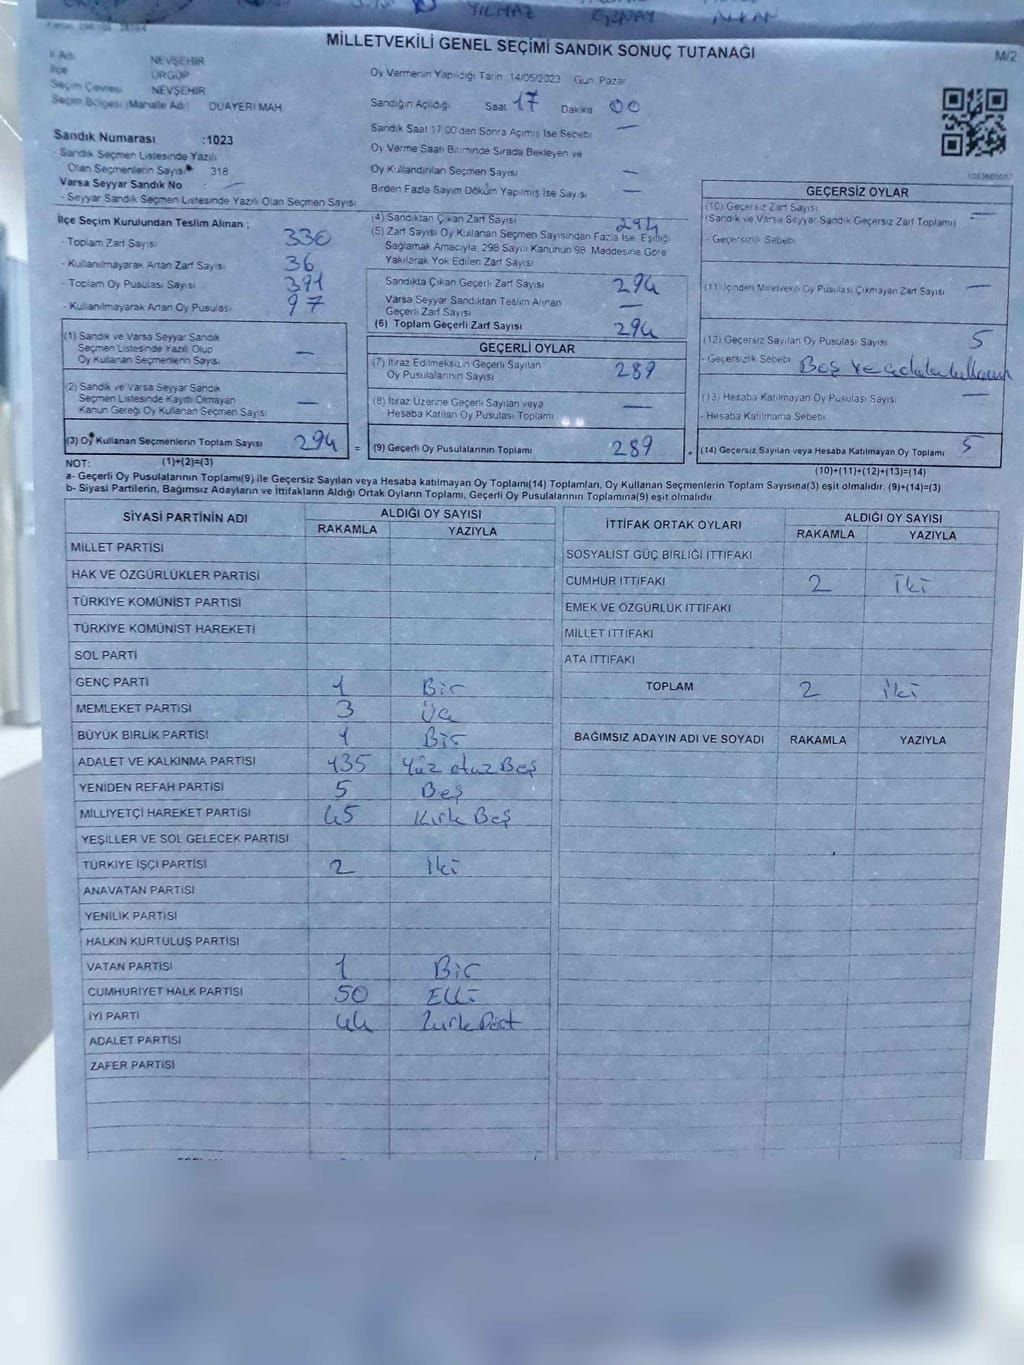 YILMAZ GÜNAY
MİLLETVEKİLİ GENEL SEÇİMİ SANDIK SONUÇ TUTANAĞI
M/2
İl Adı NEVŞEHİR
İlçe ÜRGÜP
Seçim Çevresi NEVŞEHİR
Seçim Bölgesi (Mahalle Adı) DUAYERİ MAH
Sandık Numarası :1023
- Sandık Seçmen Listesinde Yazılı
Olan Seçmenlerin Sayısı 318
Varsa Seyyar Sandık No : —
- Seyyar Sandık Seçmen Listesinde Yazılı Olan Seçmen Sayısı
Oy Vermenin Yapıldığı Tarih 14/05/2023 Gün Pazar
Sandığın Açıldığı Saat 17 Dakika 00
Sandık Saat 17:00'den Sonra Açılmış İse Sebebi —
Oy Verme Saati Bitiminde Sırada Bekleyen ve
Oy Kullandırılan Seçmen Sayısı —
Birden Fazla Sayım Döküm Yapılmış İse Sayısı —
İlçe Seçim Kurulundan Teslim Alınan ;
- Toplam Zarf Sayısı 330
- Kullanılmayarak Artan Zarf Sayısı 36
- Toplam Oy Pusulası Sayısı 391
- Kullanılmayarak Artan Oy Pusulası 97
(1) Sandık ve Varsa Seyyar Sandık
Seçmen Listesinde Yazılı Olup
Oy Kullanan Seçmenlerin Sayısı —
(2) Sandık ve Varsa Seyyar Sandık
Seçmen Listesinde Kayıtlı Olmayan
Kanun Gereği Oy Kullanan Seçmen Sayısı —
(3) Oy Kullanan Seçmenlerin Toplam Sayısı 294
(1)+(2)=(3)
(4) Sandıktan Çıkan Zarf Sayısı 294
(5) Zarf Sayısı Oy Kullanan Seçmen Sayısından Fazla İse, Eşitliği
Sağlamak Amacıyla, 298 Sayılı Kanunun 98. Maddesine Göre
Yakılarak Yok Edilen Zarf Sayısı
Sandıkta Çıkan Geçerli Zarf Sayısı 294
Varsa Seyyar Sandıktan Teslim Alınan
Geçerli Zarf Sayısı —
(6) Toplam Geçerli Zarf Sayısı 294
GEÇERLİ OYLAR
(7) İtiraz Edilmeksizin Geçerli Sayılan
Oy Pusulalarının Sayısı 289
(8) İtiraz Üzerine Geçerli Sayılan veya
Hesaba Katılan Oy Pusulası Toplamı —
= (9) Geçerli Oy Pusulalarının Toplamı 289
GEÇERSİZ OYLAR
(10) Geçersiz Zarf Sayısı —
(Sandık ve Varsa Seyyar Sandık Geçersiz Zarf Toplamı)
- Geçersizlik Sebebi
(11) İçinden Milletvekili Oy Pusulası Çıkmayan Zarf Sayısı —
(12) Geçersiz Sayılan Oy Pusulası Sayısı 5
- Geçersizlik Sebebi Boş ve
(13) Hesaba Katılmayan Oy Pusulası Sayısı —
- Hesaba Katılmama Sebebi
(14) Geçersiz Sayılan veya Hesaba Katılmayan Oy Toplamı 5
(10)+(11)+(12)+(13)=(14)
NOT:
a- Geçerli Oy Pusulalarının Toplamı(9) ile Geçersiz Sayılan veya Hesaba katılmayan Oy Toplamı(14) Toplamları, Oy Kullanan Seçmenlerin Toplam Sayısına(3) eşit olmalıdır. (9)+(14)=(3)
b- Siyasi Partilerin, Bağımsız Adayların ve İttifakların Aldığı Ortak Oyların Toplamı, Geçerli Oy Pusulalarının Toplamına(9) eşit olmalıdır.
SİYASİ PARTİNİN ADI ALDIĞI OY SAYISI
RAKAMLA YAZIYLA
MİLLET PARTİSİ
HAK VE ÖZGÜRLÜKLER PARTİSİ
TÜRKİYE KOMÜNİST PARTİSİ
TÜRKİYE KOMÜNİST HAREKETİ
SOL PARTİ
GENÇ PARTİ 1 Bir
MEMLEKET PARTİSİ 3 Üç
BÜYÜK BİRLİK PARTİSİ 1 Bir
ADALET VE KALKINMA PARTİSİ 135 Yüz otuz Beş
YENİDEN REFAH PARTİSİ 5 Beş
MİLLİYETÇİ HAREKET PARTİSİ 45 Kırk Beş
YEŞİLLER VE SOL GELECEK PARTİSİ
TÜRKİYE İŞÇİ PARTİSİ 2 İki
ANAVATAN PARTİSİ
YENİLİK PARTİSİ
HALKIN KURTULUŞ PARTİSİ
VATAN PARTİSİ 1 Bir
CUMHURİYET HALK PARTİSİ 50 Elli
İYİ PARTİ 44 Kırk Dört
ADALET PARTİSİ
ZAFER PARTİSİ
İTTİFAK ORTAK OYLARI ALDIĞI OY SAYISI
RAKAMLA YAZIYLA
SOSYALİST GÜÇ BİRLİĞİ İTTİFAKI
CUMHUR İTTİFAKI 2 İki
EMEK VE ÖZGÜRLÜK İTTİFAKI
MİLLET İTTİFAKI
ATA İTTİFAKI
TOPLAM 2 İki
BAĞIMSIZ ADAYIN ADI VE SOYADI RAKAMLA YAZIYLA